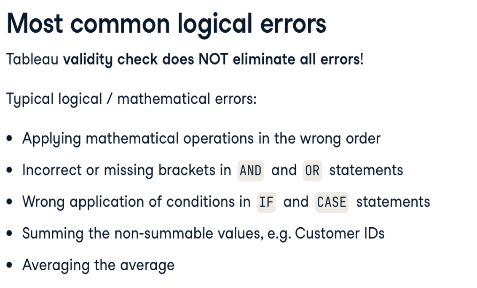 Most common logical errors
Tableau validity check does NOT eliminate all errors!
Typical logical / mathematical errors:
• Applying mathematical operations in the wrong order
• Incorrect or missing brackets in AND and OR statements
• Wrong application of conditions in IF and CASE statements
• Summing the non-summable values, e.g. Customer IDs
• Averaging the average